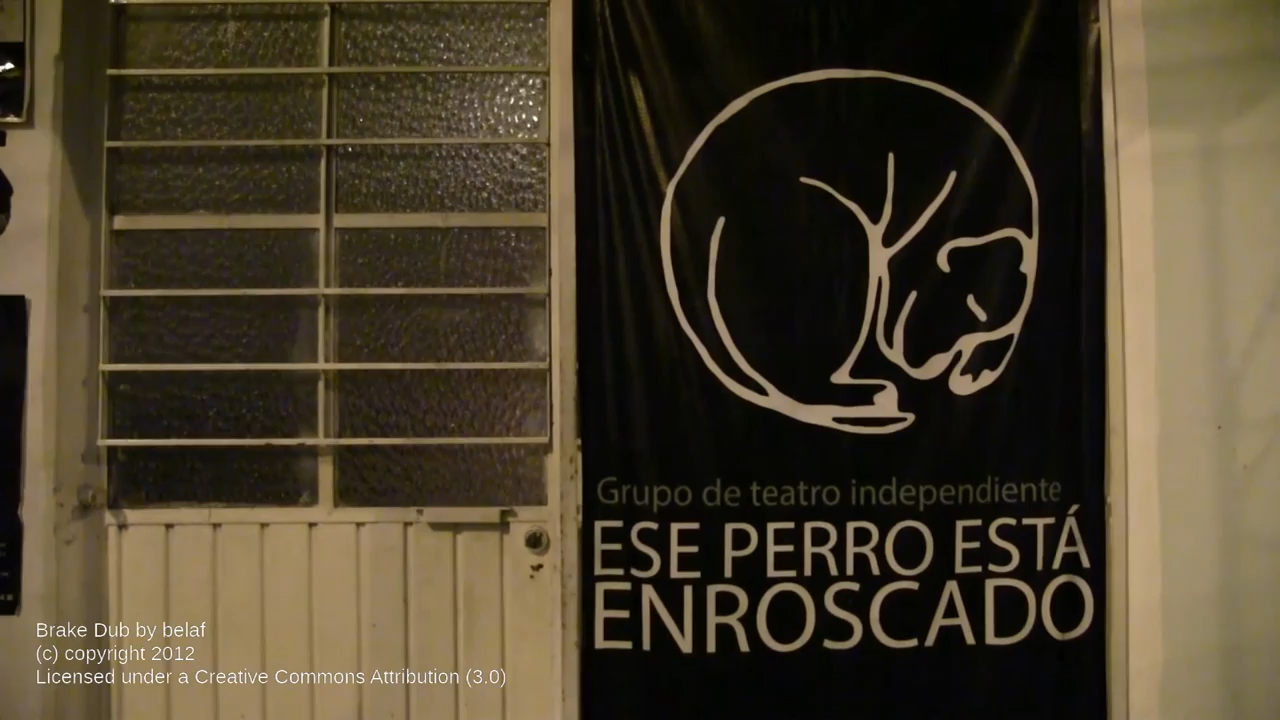 Grupo de teatro independiente
ESE PERRO ESTÁ
ENROSCADO
Brake Dub by belaf
(c) copyright 2012
Licensed under a Creative Commons Attribution (3.0)